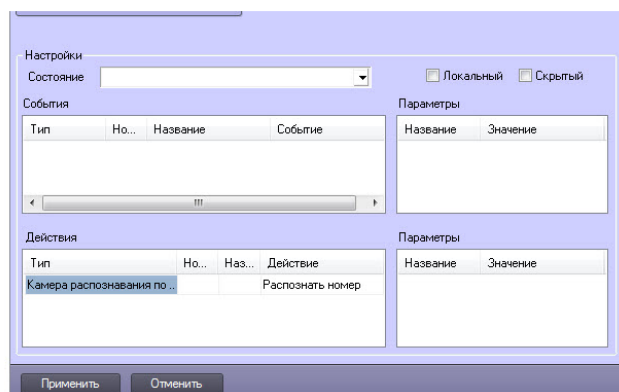 Настройки
Состояние
Локальный Скрытый
События Параметры
Тип Но... Название Событие Название Значение
Действия Параметры
Тип Но... Наз... Действие Название Значение
Камера распознавания по .. Распознать номер
Применить Отменить